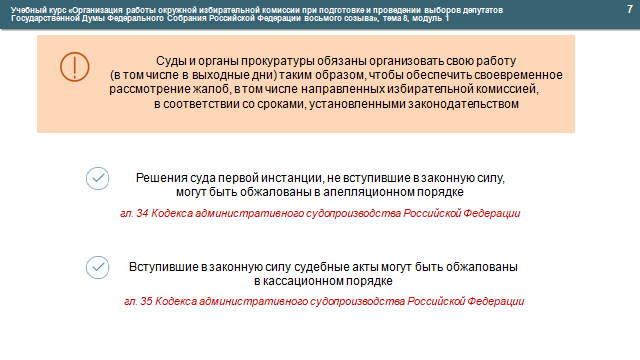 Учебный курс «Организация работы окружной избирательной комиссии при подготовке и проведении выборов депутатов
Государственной Думы Федерального Собрания Российской Федерации восьмого созыва», тема 8, модуль 1
7
Суды и органы прокуратуры обязаны организовать свою работу
(в том числе в выходные дни) таким образом, чтобы обеспечить своевременное
рассмотрение жалоб, в том числе направленных избирательной комиссией,
в соответствии со сроками, установленными законодательством
Решения суда первой инстанции, не вступившие в законную силу,
могут быть обжалованы в апелляционном порядке
гл. 34 Кодекса административного судопроизводства Российской Федерации
Вступившие в законную силу судебные акты могут быть обжалованы
в кассационном порядке
гл. 35 Кодекса административного судопроизводства Российской Федерации